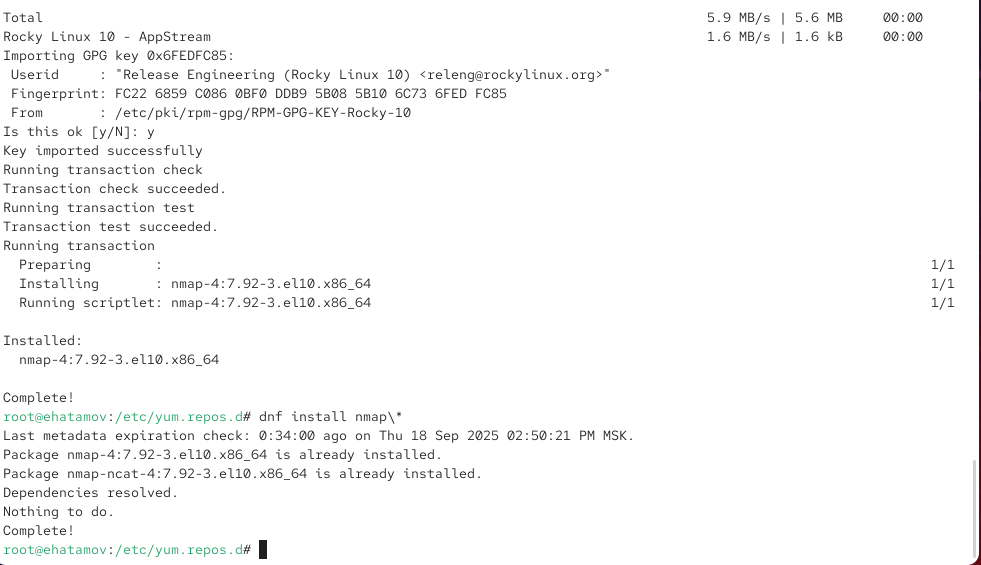 Total 5.9 MB/s | 5.6 MB 00:00
Rocky Linux 10 - AppStream 1.6 MB/s | 1.6 kB 00:00
Importing GPG key 0x6FEDFC85:
 Userid     : "Release Engineering (Rocky Linux 10) <releng@rockylinux.org>"
 Fingerprint: FC22 6859 C086 0BF0 DDB9 5B08 5B10 6C73 6FED FC85
 From       : /etc/pki/rpm-gpg/RPM-GPG-KEY-Rocky-10
Is this ok [y/N]: y
Key imported successfully
Running transaction check
Transaction check succeeded.
Running transaction test
Transaction test succeeded.
Running transaction
  Preparing        : 1/1
  Installing       : nmap-4:7.92-3.el10.x86_64 1/1
  Running scriptlet: nmap-4:7.92-3.el10.x86_64 1/1
Installed:
  nmap-4:7.92-3.el10.x86_64
Complete!
root@ehatamov:/etc/yum.repos.d# dnf install nmap\*
Last metadata expiration check: 0:34:00 ago on Thu 18 Sep 2025 02:50:21 PM MSK.
Package nmap-4:7.92-3.el10.x86_64 is already installed.
Package nmap-ncat-4:7.92-3.el10.x86_64 is already installed.
Dependencies resolved.
Nothing to do.
Complete!
root@ehatamov:/etc/yum.repos.d#